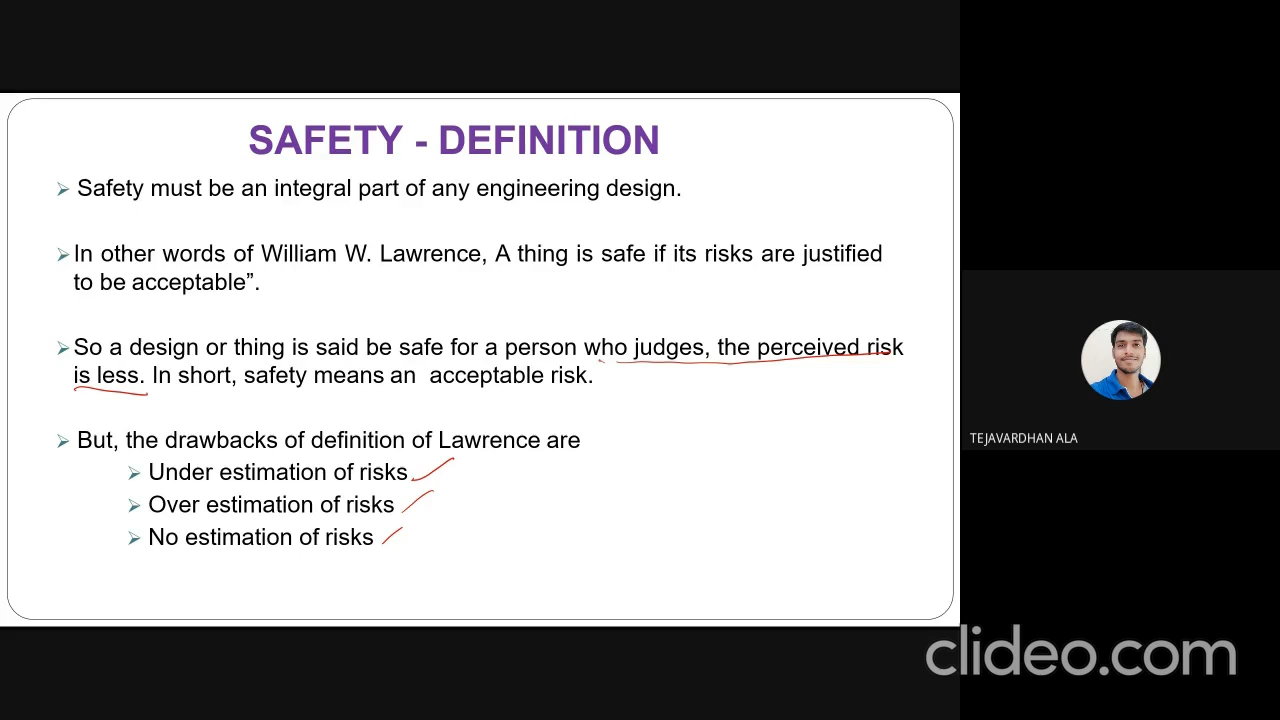 SAFETY - DEFINITION
Safety must be an integral part of any engineering design.
In other words of William W. Lawrence, A thing is safe if its risks are justified
to be acceptable”.
So a design or thing is said be safe for a person who judges, the perceived risk
is less. In short, safety means an acceptable risk.
But, the drawbacks of definition of Lawrence are
Under estimation of risks
Over estimation of risks
No estimation of risks
TEJAVARDHAN ALA
clideo.com